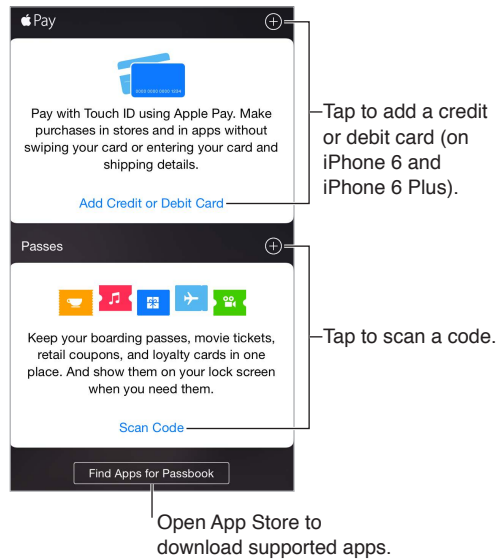 Pay
Pay with Touch ID using Apple Pay. Make
purchases in stores and in apps without
swiping your card or entering your card and
shipping details.
Add Credit or Debit Card
Tap to add a credit
or debit card (on
iPhone 6 and
iPhone 6 Plus).
Passes
Keep your boarding passes, movie tickets,
retail coupons, and loyalty cards in one
place. And show them on your lock screen
when you need them.
Scan Code
Tap to scan a code.
Find Apps for Passbook
Open App Store to
download supported apps.